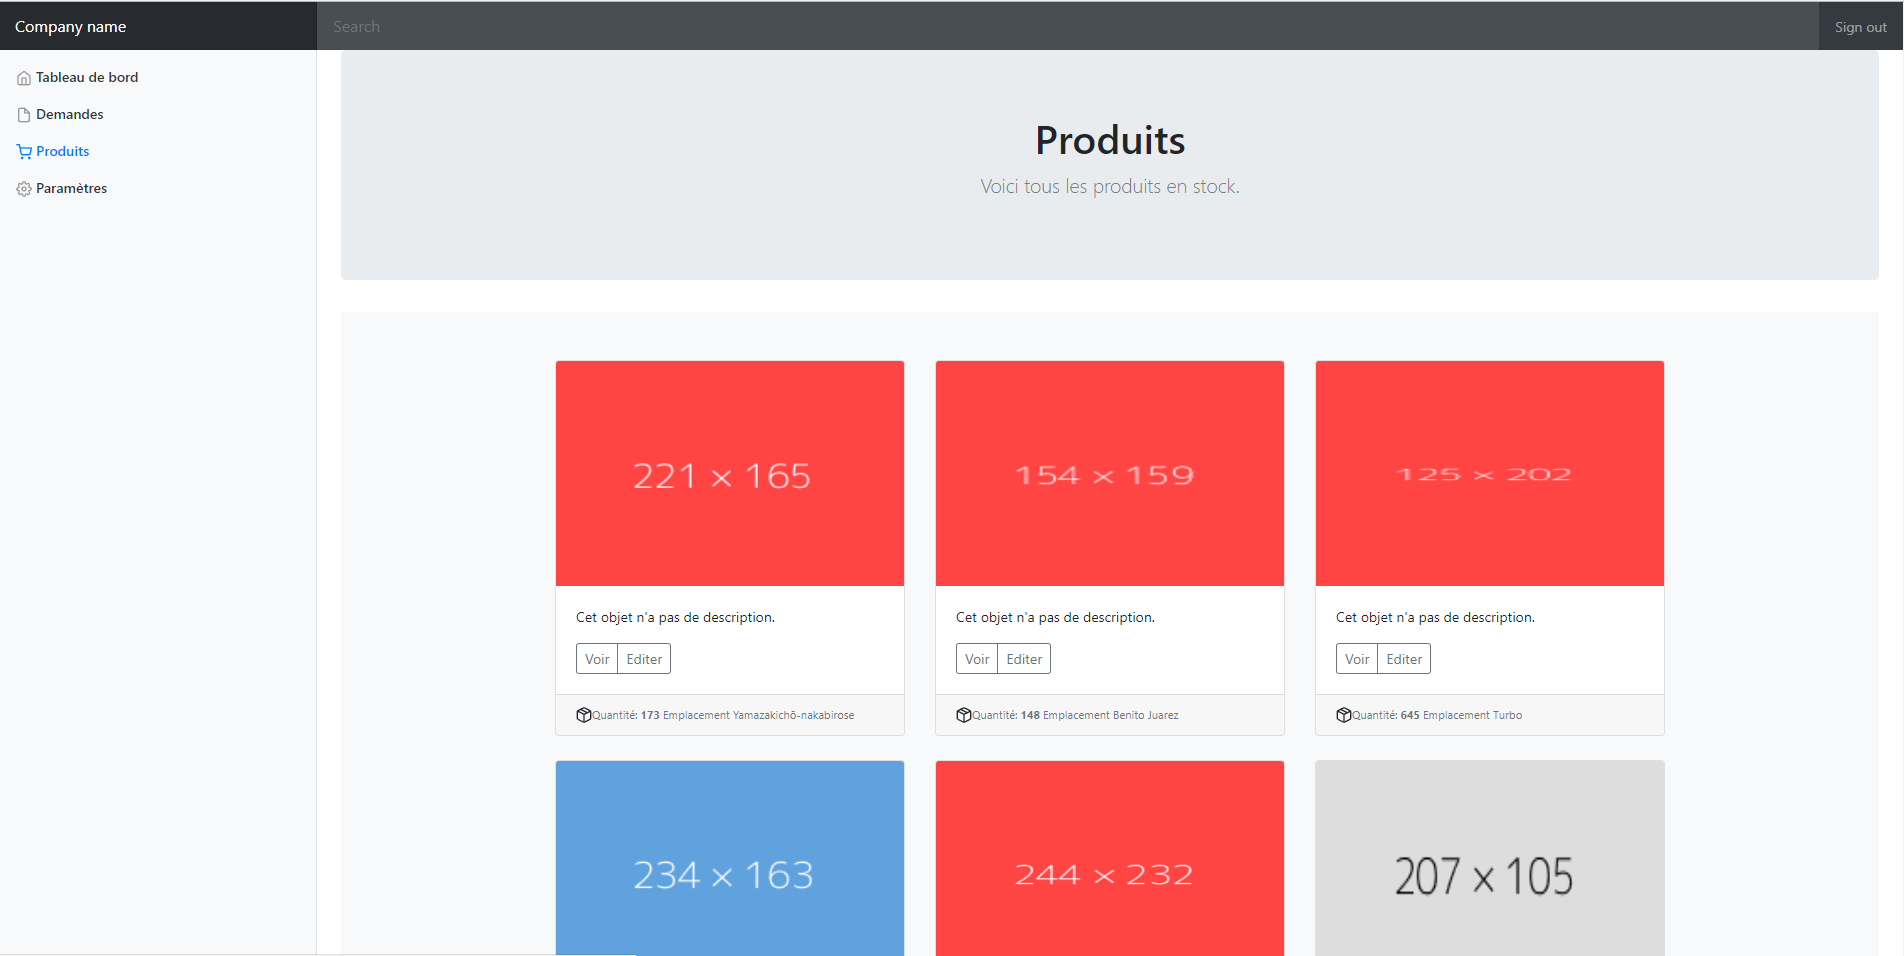 Company name
Search
Sign out
Tableau de bord
Demandes
Produits
Paramètres
Produits
Voici tous les produits en stock.
221 × 165
154 × 159
125 × 202
Cet objet n'a pas de description.
Cet objet n'a pas de description.
Cet objet n'a pas de description.
Voir Editer
Voir Editer
Voir Editer
Quantité: 173 Emplacement Yamazakichō-nakabirose
Quantité: 148 Emplacement Benito Juarez
Quantité: 645 Emplacement Turbo
234 × 163
244 × 232
207 x 105